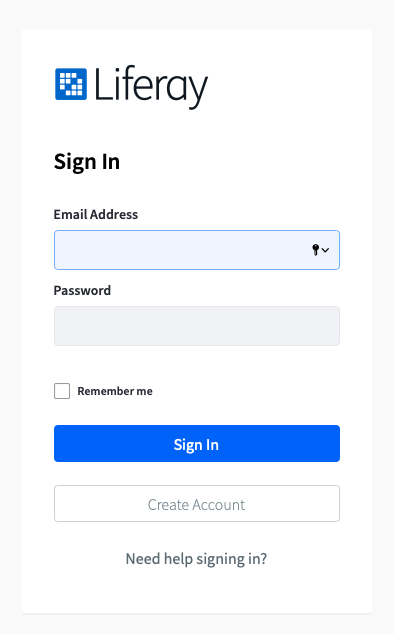 Liferay
Sign In
Email Address
Password
Remember me
Sign In
Create Account
Need help signing in?